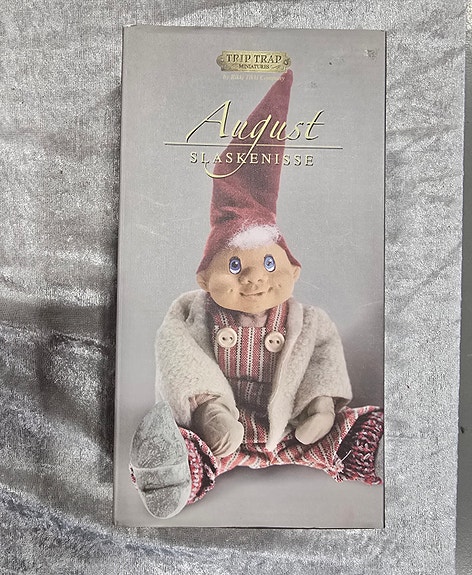 TRIP TRAP
MINIATURES
August
SLASKENISSE